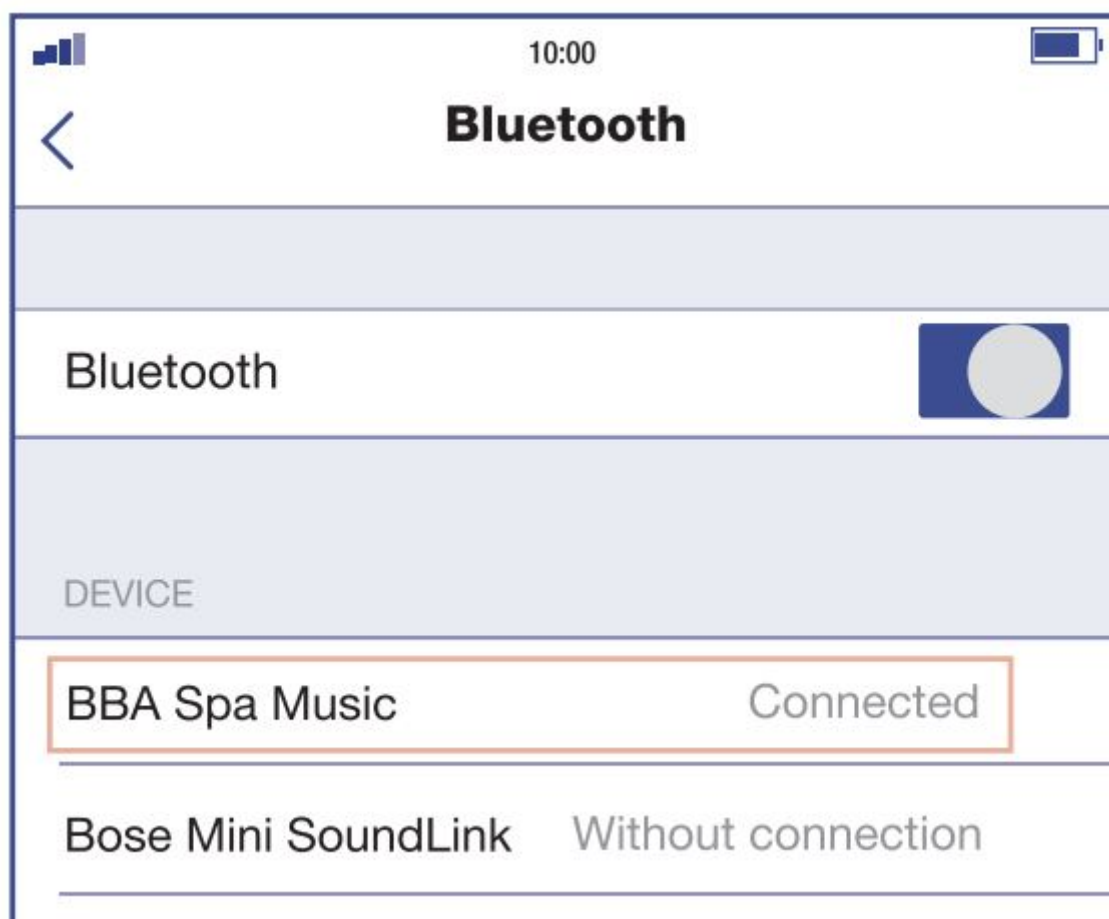 10:00
Bluetooth
Bluetooth
DEVICE
BBA Spa Music Connected
Bose Mini SoundLink Without connection